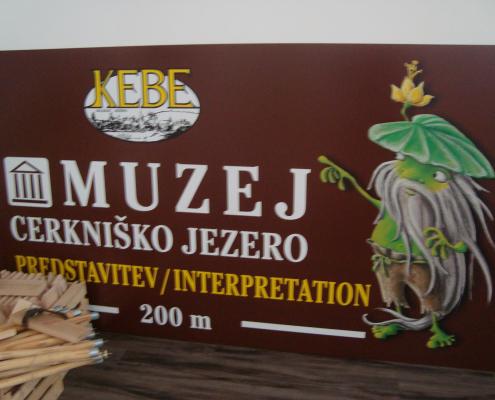 KEBE
MUZEJ
CERKNIŠKO JEZERO
PREDSTAVITEV/INTERPRETATION
200 m